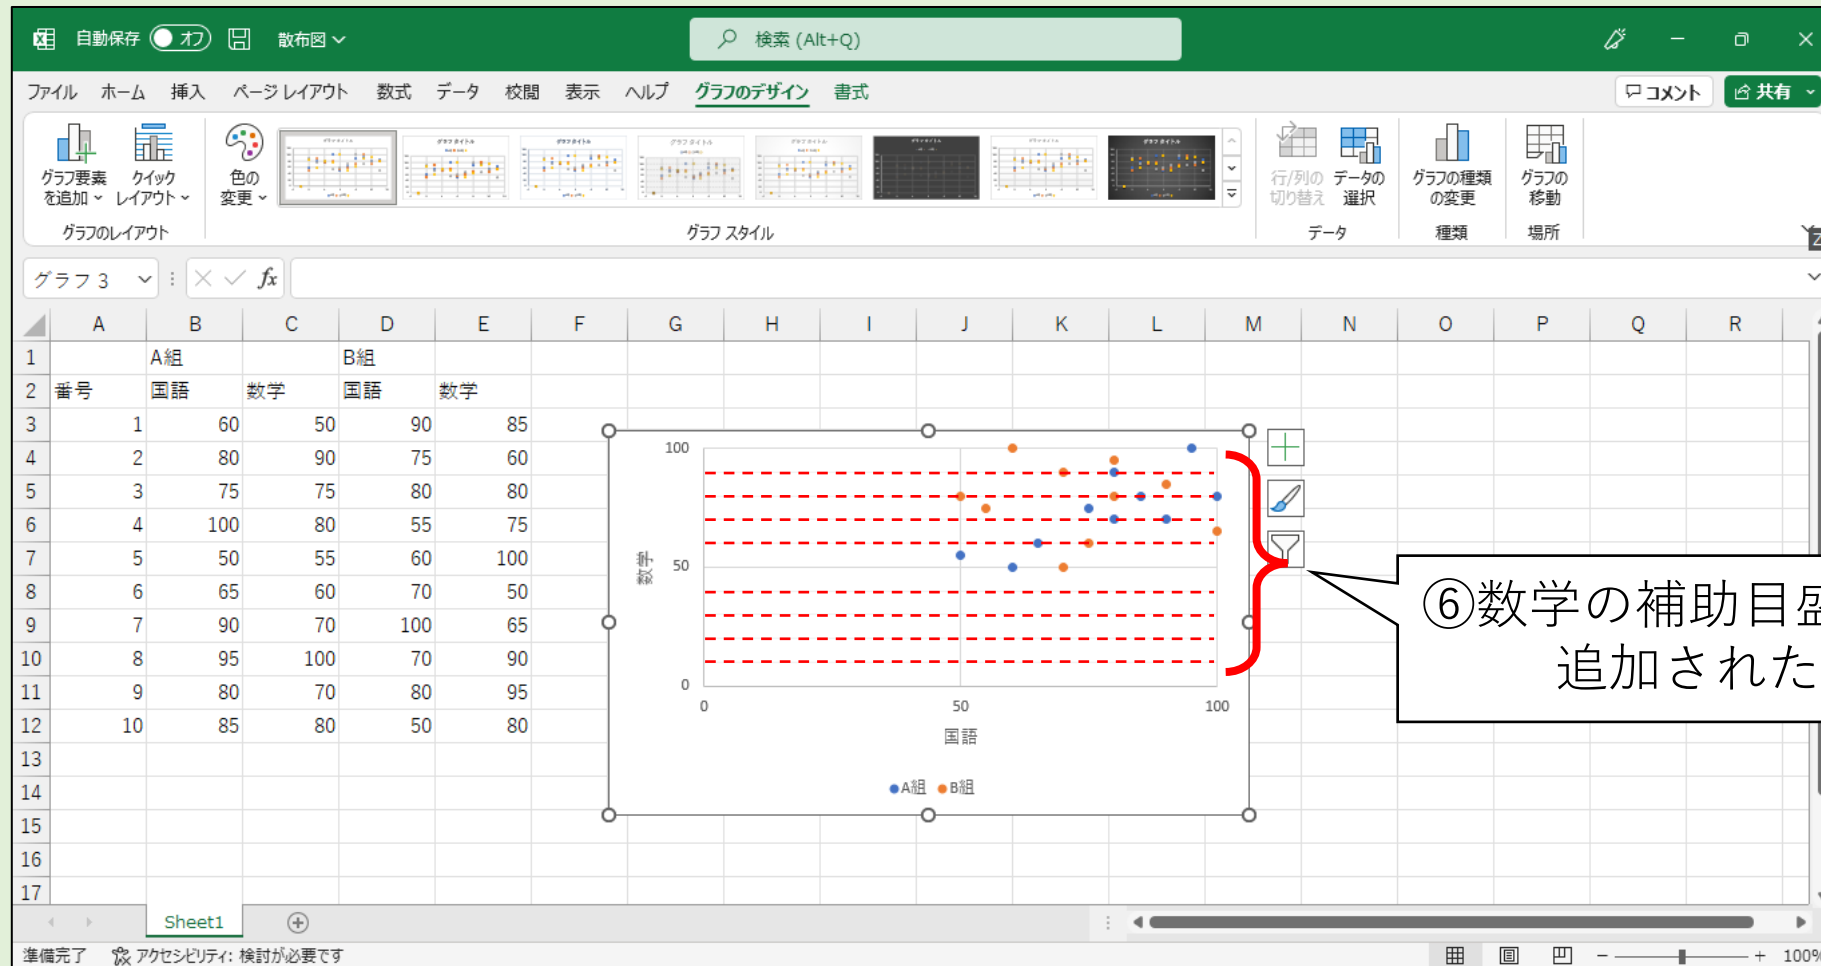 自動保存 オフ 散布図 検索 (Alt+Q)
ファイル ホーム 挿入 ページ レイアウト 数式 データ 校閲 表示 ヘルプ グラフのデザイン 書式 コメント 共有
グラフ要素を追加 クイックレイアウト 色の変更 行/列の切り替え データの選択 グラフの種類の変更 グラフの移動
グラフのレイアウト グラフ スタイル データ 種類 場所
グラフ 3 fx
A B C D E F G H I J K L M N O P Q R
1 A組 B組
2 番号 国語 数学 国語 数学
3 1 60 50 90 85
4 2 80 90 75 60
5 3 75 75 80 80
6 4 100 80 55 75
7 5 50 55 60 100
8 6 65 60 70 50
9 7 90 70 100 65
10 8 95 100 70 90
11 9 80 70 80 95
12 10 85 80 50 80
13
14
15
16
17
100
50
0
数学
0 50 100
国語
A組 B組
⑥数学の補助目盛
追加された
Sheet1
準備完了 アクセシビリティ: 検討が必要です 100%